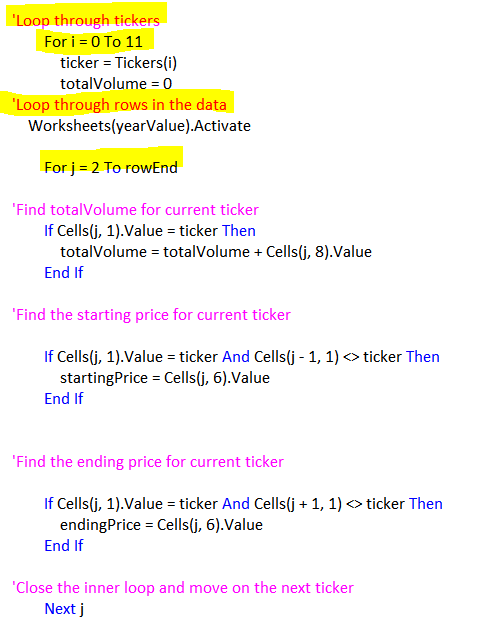 'Loop through tickers
For i = 0 To 11
ticker = Tickers(i)
totalVolume = 0
'Loop through rows in the data
Worksheets(yearValue).Activate
For j = 2 To rowEnd
'Find totalVolume for current ticker
If Cells(j, 1).Value = ticker Then
totalVolume = totalVolume + Cells(j, 8).Value
End If
'Find the starting price for current ticker
If Cells(j, 1).Value = ticker And Cells(j - 1, 1) <> ticker Then
startingPrice = Cells(j, 6).Value
End If
'Find the ending price for current ticker
If Cells(j, 1).Value = ticker And Cells(j + 1, 1) <> ticker Then
endingPrice = Cells(j, 6).Value
End If
'Close the inner loop and move on the next ticker
Next j